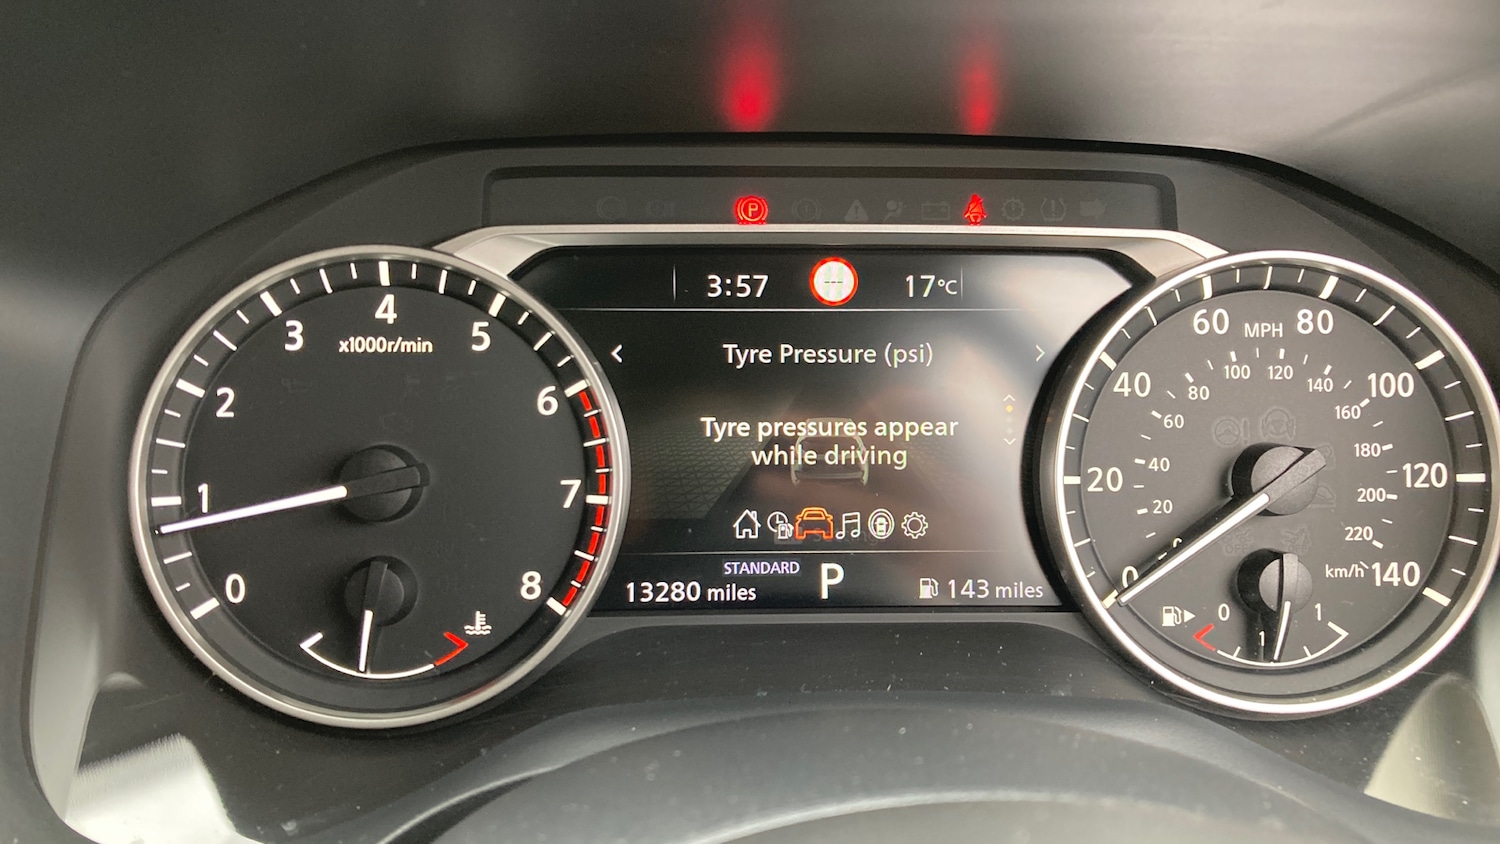 3:57
17°C
Tyre Pressure (psi)
Tyre pressures appear
while driving
STANDARD
13280 miles
P
143 miles
0
1
2
3
4
5
6
7
8
x1000r/min
0
20
40
60
MPH
80
100
120
140
0
20
40
60
80
100
120
140
160
180
200
220
km/h
0
1